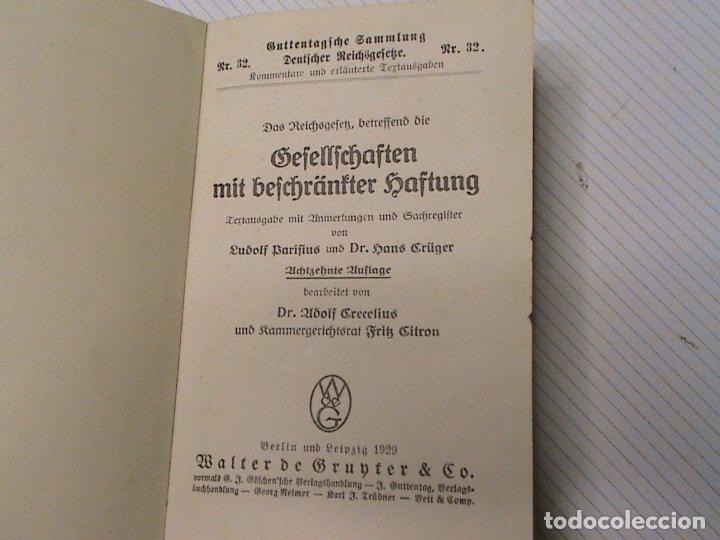 Guttentagsche Sammlung
Nr. 32. Deutscher Reichsgesetze. Nr. 32.
Kommentare und erläuterte Textausgaben
Das Reichsgesetz, betreffend die
Gesellschaften
mit beschränkter Haftung
Textausgabe mit Anmerkungen und Sachregister
von
Ludolf Parisius und Dr. Hans Crüger
Achtzehnte Auflage
bearbeitet von
Dr. Adolf Crecelius
und Kammergerichtsrat Fritz Citron
W de G
Berlin und Leipzig 1929
Walter de Gruyter & Co.
vormals G. J. Göschen'sche Verlagshandlung — J. Guttentag, Verlags-
buchhandlung — Georg Reimer — Karl J. Trübner — Veit & Comp.
todocoleccion